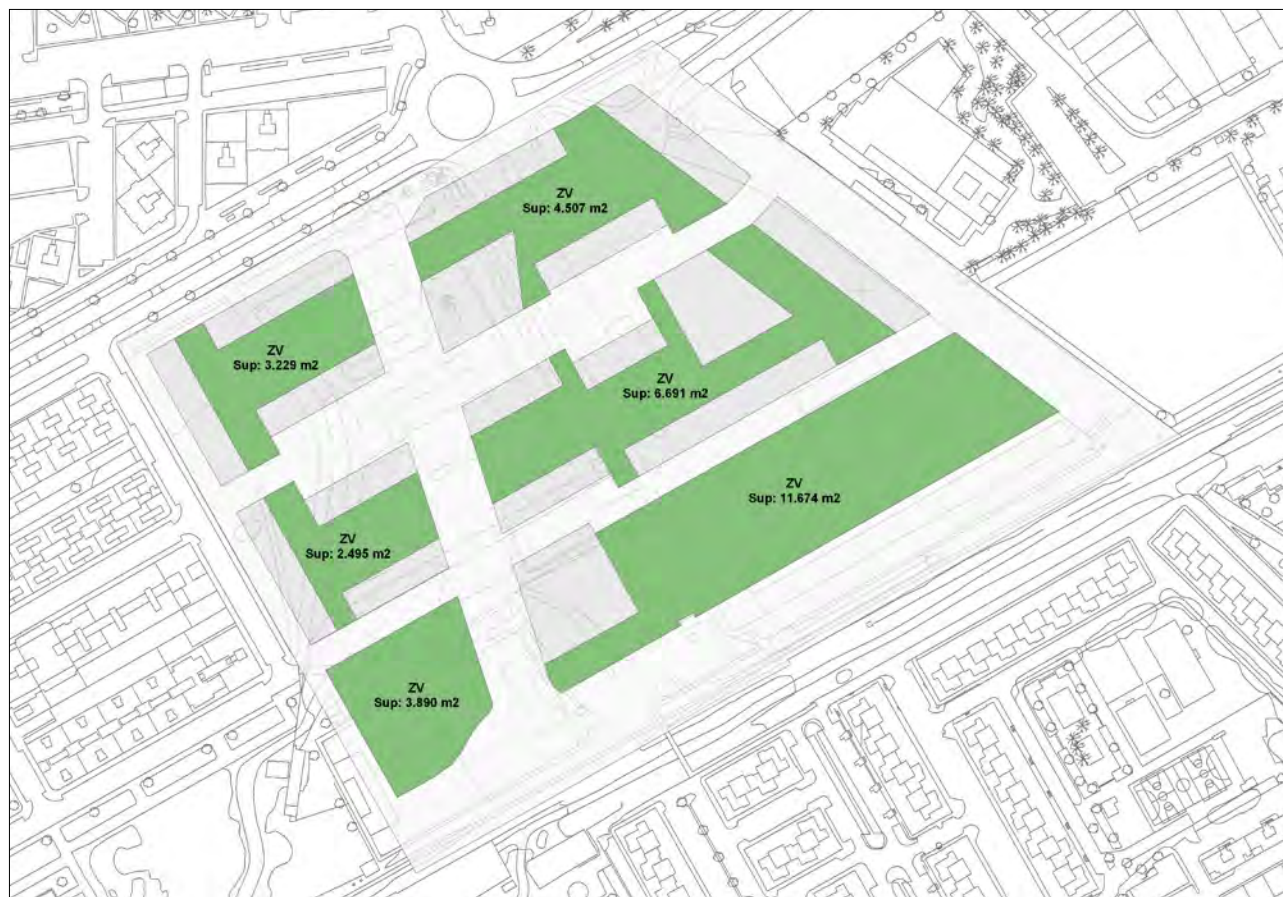 ZV
Sup: 4.507 m2
ZV
Sup: 3.229 m2
ZV
Sup: 6.691 m2
ZV
Sup: 11.674 m2
ZV
Sup: 2.495 m2
ZV
Sup: 3.890 m2